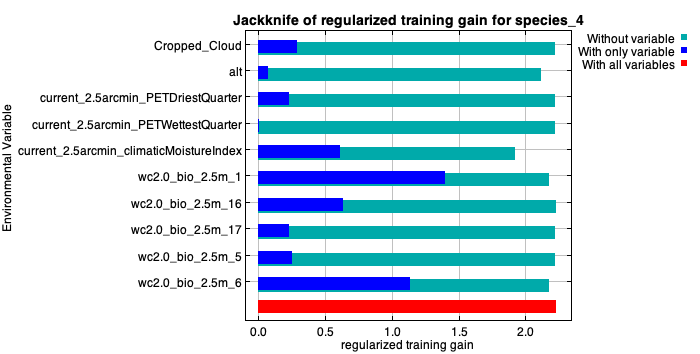 Jackknife of regularized training gain for species_4
Without variable
With only variable
With all variables
Environmental Variable
Cropped_Cloud
alt
current_2.5arcmin_PETDriestQuarter
current_2.5arcmin_PETWettestQuarter
current_2.5arcmin_climaticMoistureIndex
wc2.0_bio_2.5m_1
wc2.0_bio_2.5m_16
wc2.0_bio_2.5m_17
wc2.0_bio_2.5m_5
wc2.0_bio_2.5m_6
0.0 0.5 1.0 1.5 2.0
regularized training gain